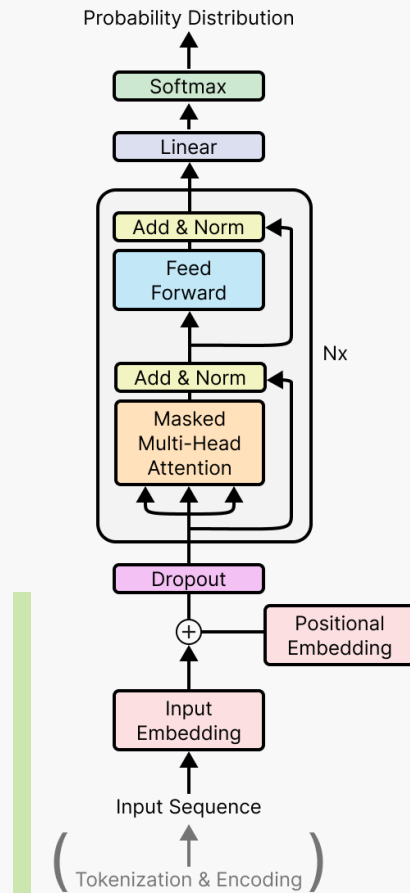 Probability Distribution
Softmax
Linear
Add & Norm
Feed
Forward
Nx
Add & Norm
Masked
Multi-Head
Attention
Dropout
+
Positional
Embedding
Input
Embedding
Input Sequence
(Tokenization & Encoding)